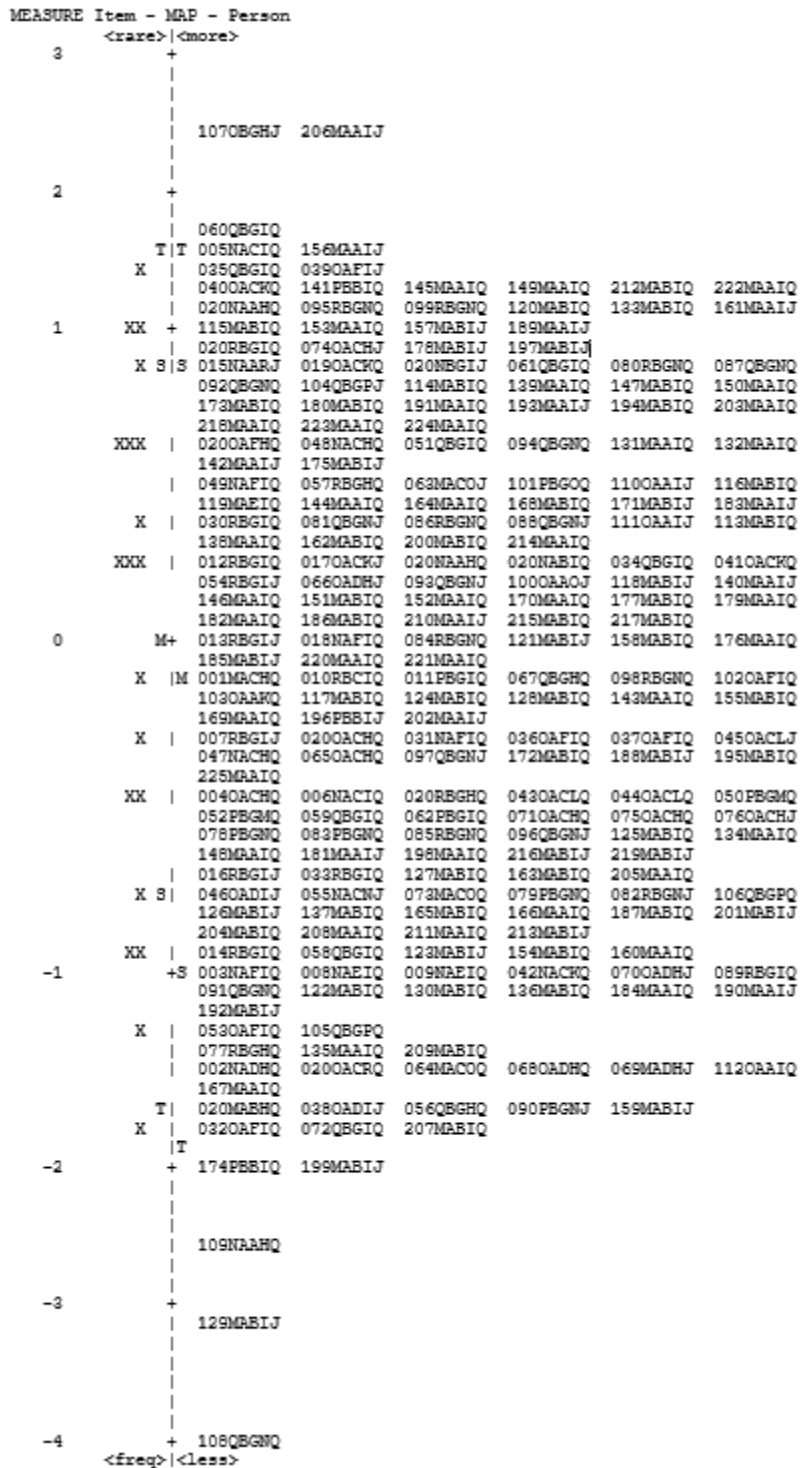 MEASURE Item - MAP - Person
<rare>|<more>
3 +
|
|
|
| 107OBGHJ 206MAAIJ
|
|
2 +
|
| 060QBGIQ
T|T 005NACIQ 156MAAIJ
X | 035QBGIQ 039OAFIJ
| 040OACKQ 141PBBIQ 145MAAIQ 149MAAIQ 212MABIQ 222MAAIQ
| 020NAAHQ 095RBGNQ 099RBGNQ 120MABIQ 133MABIQ 161MAAIJ
1 XX + 115MABIQ 153MAAIQ 157MABIJ 189MAAIJ
| 020RBGIQ 074OACHJ 178MABIJ 197MABIJ
X S|S 015NAARJ 019OACKQ 020NBGIJ 061QBGIQ 080RBGNQ 087QBGNQ
092QBGNQ 104QBGPJ 114MABIQ 139MAAIQ 147MABIQ 150MAAIQ
173MABIQ 180MABIQ 191MAAIQ 193MAAIJ 194MABIQ 203MAAIQ
218MAAIQ 223MAAIQ 224MAAIQ
XXX | 020OAFHQ 048NACHQ 051QBGIQ 094QBGNQ 131MAAIQ 132MAAIQ
142MAAIJ 175MABIJ
| 049NAFIQ 057RBGHQ 063MACOJ 101PBGOQ 110OAAIJ 116MABIQ
119MAEIQ 144MAAIQ 164MAAIQ 168MABIQ 171MABIJ 183MAAIJ
X | 030RBGIQ 081QBGNJ 086RBGNQ 088QBGNJ 111OAAIJ 113MABIQ
138MAAIQ 162MABIQ 200MABIQ 214MAAIQ
XXX | 012RBGIQ 017OACKJ 020NAAHQ 020NABIQ 034QBGIQ 041OACKQ
054RBGIJ 066OADHJ 093QBGNJ 100OAAOJ 118MABIJ 140MAAIJ
146MAAIQ 151MABIQ 152MAAIQ 170MAAIQ 177MABIQ 179MAAIQ
182MAAIQ 186MABIQ 210MAAIJ 215MABIQ 217MABIQ
0 M+ 013RBGIJ 018NAFIQ 084RBGNQ 121MABIJ 158MABIQ 176MAAIQ
185MABIJ 220MAAIQ 221MAAIQ
X |M 001MACHQ 010RBCIQ 011PBGIQ 067QBGHQ 098RBGNQ 102OAFIQ
103OAAKQ 117MABIQ 124MABIQ 128MABIQ 143MAAIQ 155MABIQ
169MAAIQ 196PBBIJ 202MAAIJ
X | 007RBGIJ 020OACHQ 031NAFIQ 036OAFIQ 037OAFIQ 045OACLJ
047NACHQ 065OACHQ 097QBGNJ 172MABIQ 188MABIJ 195MABIQ
225MAAIQ
XX | 004OACHQ 006NACIQ 020RBGHQ 043OACLQ 044OACLQ 050PBGMQ
052PBGMQ 059QBGIQ 062PBGIQ 071OACHQ 075OACHQ 076OACHJ
078PBGNQ 083PBGNQ 085RBGNQ 096QBGNJ 125MABIQ 134MAAIQ
148MAAIQ 181MAAIJ 198MAAIQ 216MABIJ 219MABIJ
| 016RBGIJ 033RBGIQ 127MABIQ 163MABIQ 205MAAIQ
X S| 046OADIJ 055NACNJ 073MACOQ 079PBGNQ 082RBGNJ 106QBGPQ
126MABIJ 137MABIQ 165MABIQ 166MAAIQ 187MABIQ 201MABIJ
204MABIQ 208MAAIQ 211MAAIQ 213MABIJ
XX | 014RBGIQ 058QBGIQ 123MABIJ 154MABIQ 160MAAIQ
-1 +S 003NAFIQ 008NAEIQ 009NAEIQ 042NACKQ 070OADHJ 089RBGIQ
091QBGNQ 122MABIQ 130MABIQ 136MABIQ 184MAAIQ 190MAAIJ
192MABIJ
X | 053OAFIQ 105QBGPQ
| 077RBGHQ 135MAAIQ 209MABIQ
| 002NADHQ 020OACRQ 064MACOQ 068OADHQ 069MADHJ 112OAAIQ
167MAAIQ
T| 020MABHQ 038OADIJ 056QBGHQ 090PBGNJ 159MABIJ
X | 032OAFIQ 072QBGIQ 207MABIQ
|T
-2 + 174PBBIQ 199MABIJ
|
|
|
| 109NAAHQ
|
|
-3 +
| 129MABIJ
|
|
|
|
|
-4 + 108QBGNQ
<freq>|<less>